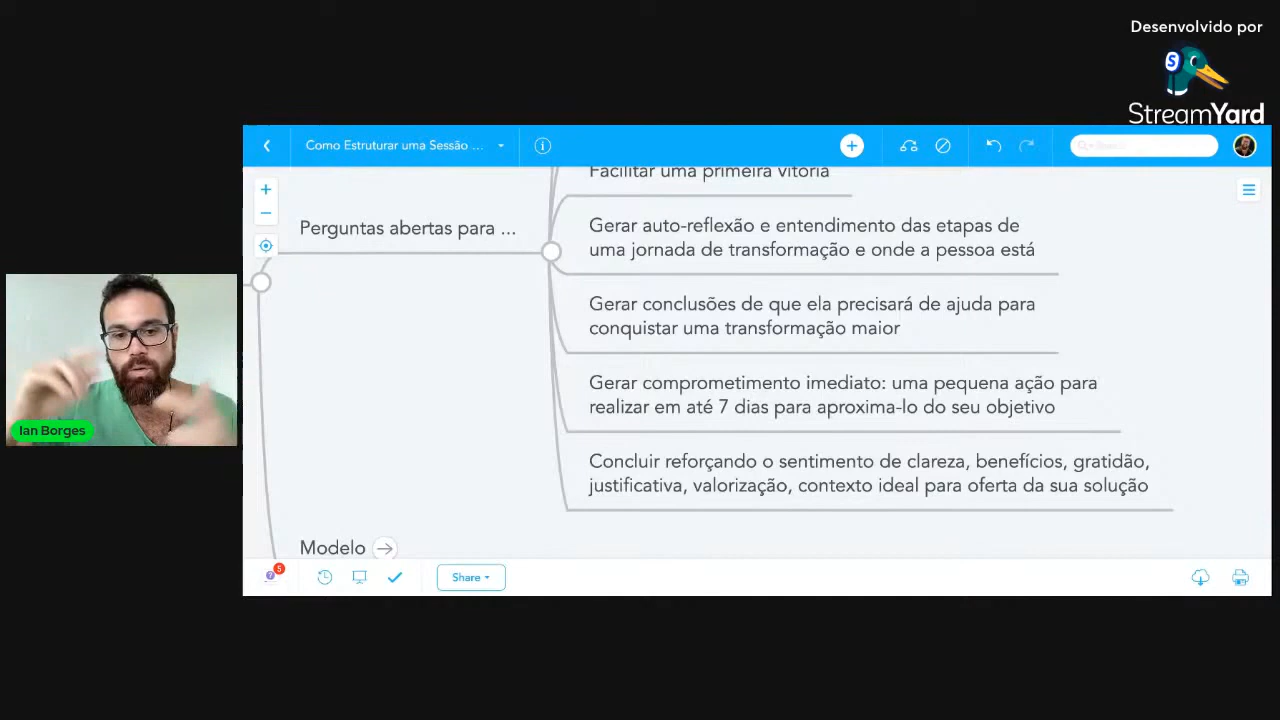 Desenvolvido por
S
StreamYard
Como Estruturar uma Sessão ...
Facilitar uma primeira vitória
Perguntas abertas para ...
Gerar auto-reflexão e entendimento das etapas de
uma jornada de transformação e onde a pessoa está
Gerar conclusões de que ela precisará de ajuda para
conquistar uma transformação maior
Gerar comprometimento imediato: uma pequena ação para
realizar em até 7 dias para aproxima-lo do seu objetivo
Concluir reforçando o sentimento de clareza, benefícios, gratidão,
justificativa, valorização, contexto ideal para oferta da sua solução
Ian Borges
Modelo
?
5
Share